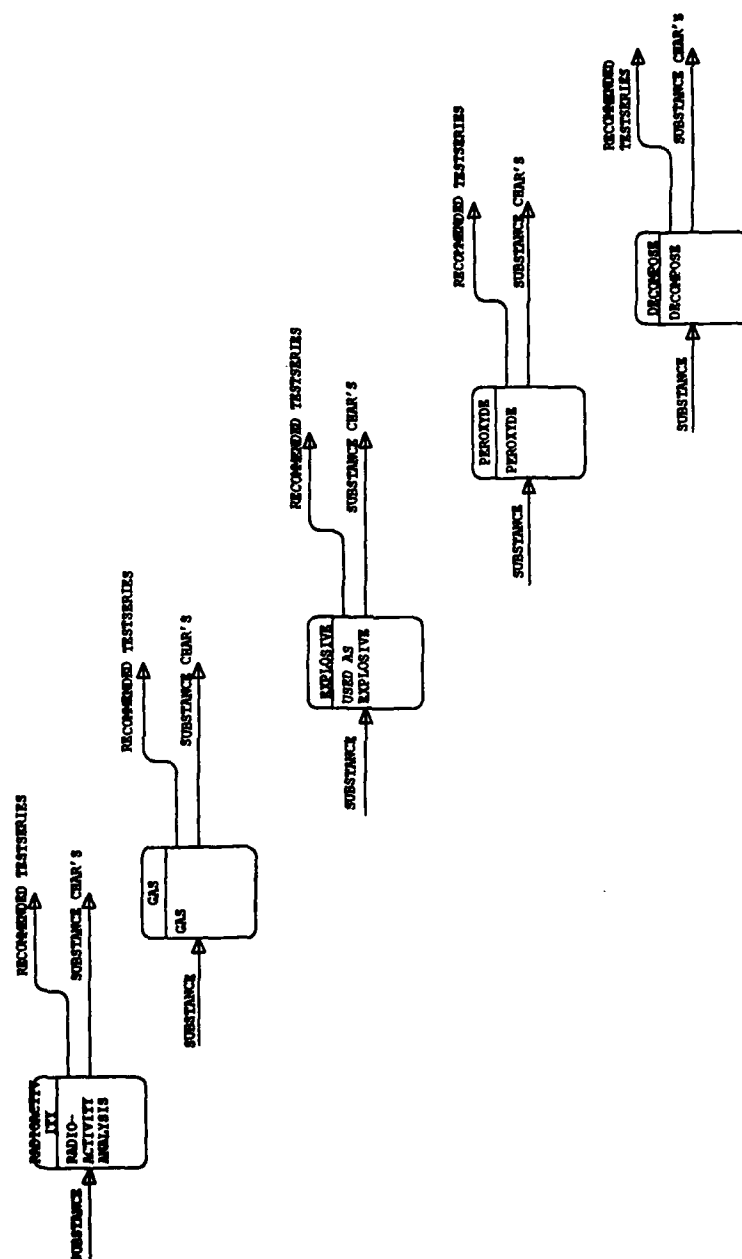 RADIOACTIV
ITY
RADIO-
ACTIVITY
ANALYSIS
SUBSTANCE
RECOMMENDED TESTSERIES
SUBSTANCE CHAR'S
GAS
GAS
SUBSTANCE
RECOMMENDED TESTSERIES
SUBSTANCE CHAR'S
EXPLOSIVE
USED AS
EXPLOSIVE
SUBSTANCE
RECOMMENDED TESTSERIES
SUBSTANCE CHAR'S
PEROXYDE
PEROXYDE
SUBSTANCE
RECOMMENDED TESTSERIES
SUBSTANCE CHAR'S
DECOMPOSE
DECOMPOSE
SUBSTANCE
RECOMMENDED
TESTSERIES
SUBSTANCE CHAR'S